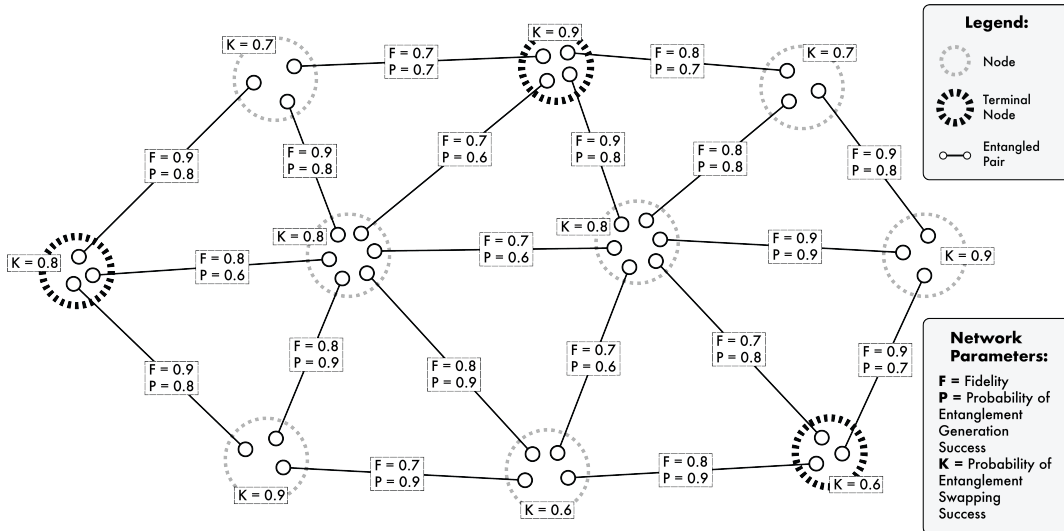 K = 0.7
F = 0.7
P = 0.7
K = 0.9
F = 0.8
P = 0.7
K = 0.7
F = 0.9
P = 0.8
F = 0.9
P = 0.8
F = 0.7
P = 0.6
F = 0.9
P = 0.8
F = 0.8
P = 0.8
F = 0.9
P = 0.8
K = 0.8
F = 0.8
P = 0.6
K = 0.8
F = 0.7
P = 0.6
K = 0.8
F = 0.9
P = 0.9
K = 0.9
F = 0.9
P = 0.8
F = 0.8
P = 0.9
F = 0.8
P = 0.9
F = 0.7
P = 0.6
F = 0.7
P = 0.8
F = 0.9
P = 0.7
K = 0.9
F = 0.7
P = 0.9
K = 0.6
F = 0.8
P = 0.9
K = 0.6
Legend:
Node
Terminal
Node
Entangled
Pair
Network
Parameters:
F = Fidelity
P = Probability of
Entanglement
Generation
Success
K = Probability of
Entanglement
Swapping
Success